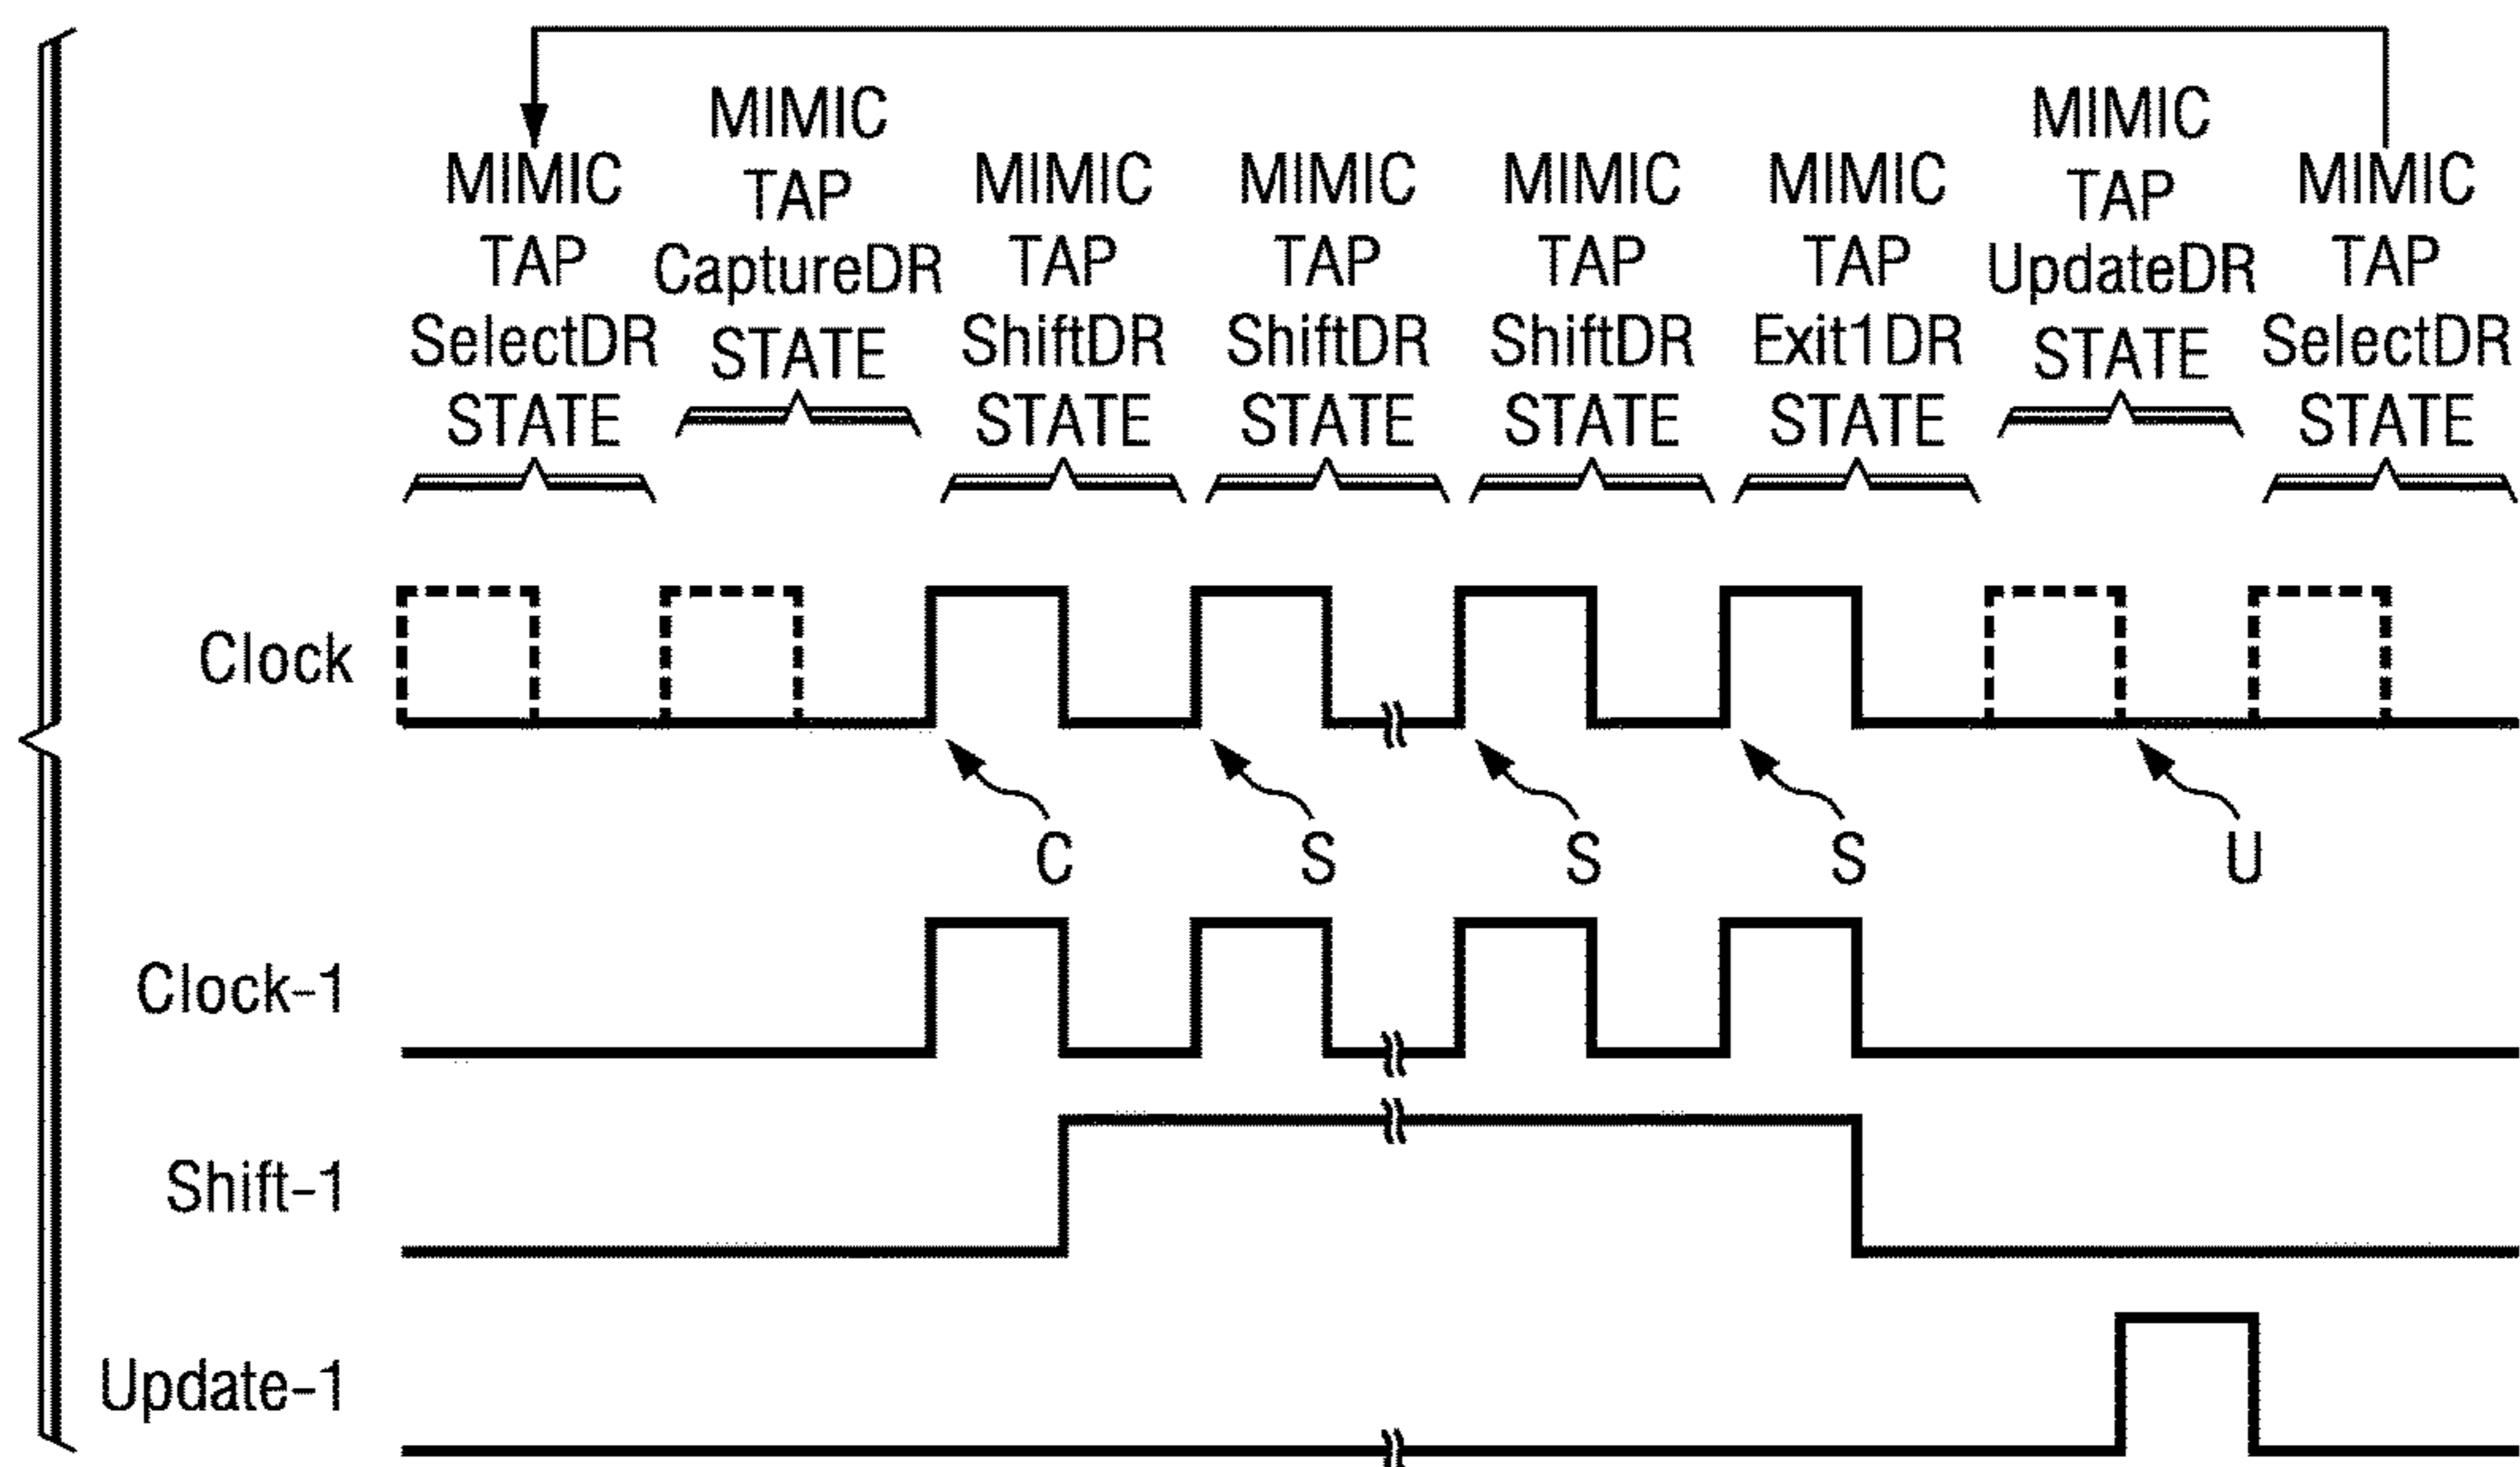 MIMIC
TAP
SelectDR
STATE
MIMIC
TAP
CaptureDR
STATE
MIMIC
TAP
ShiftDR
STATE
MIMIC
TAP
ShiftDR
STATE
MIMIC
TAP
ShiftDR
STATE
MIMIC
TAP
Exit1DR
STATE
MIMIC
TAP
UpdateDR
STATE
MIMIC
TAP
SelectDR
STATE
Clock
C
S
S
S
U
Clock-1
Shift-1
Update-1